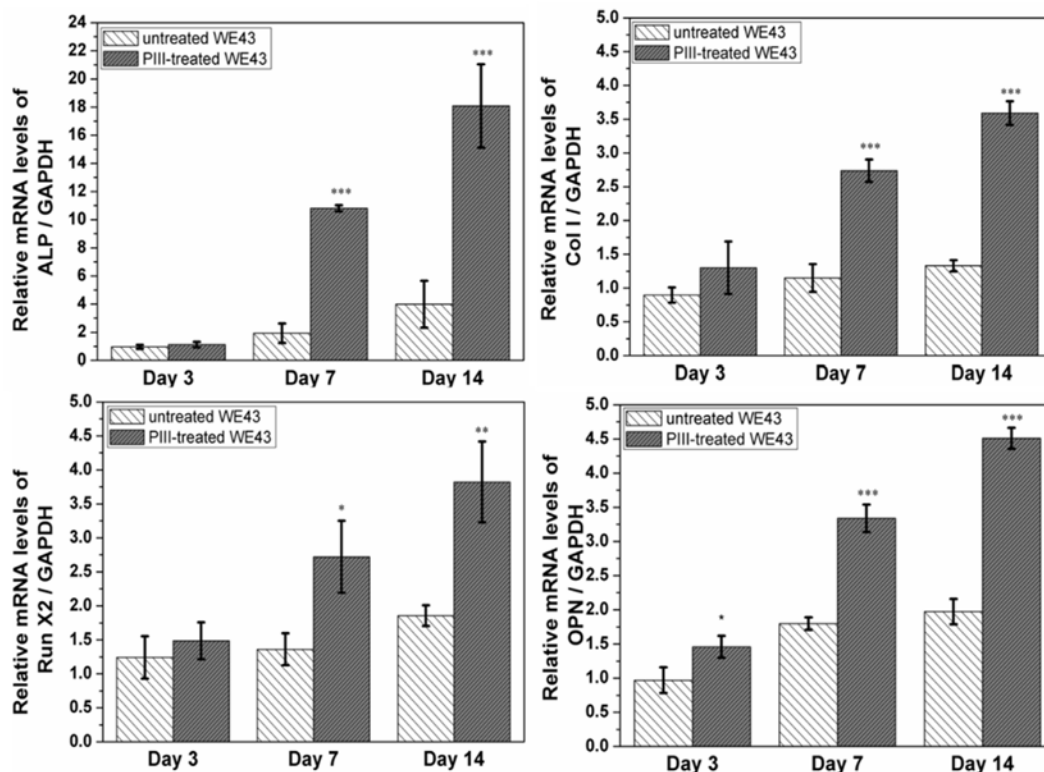 24
22
20
18
16
14
12
10
8
6
4
2
0
Relative mRNA levels of
ALP / GAPDH
untreated WE43
PIII-treated WE43
***
***
Day 3 Day 7 Day 14
5.0
4.5
4.0
3.5
3.0
2.5
2.0
1.5
1.0
0.5
0.0
Relative mRNA levels of
Col I / GAPDH
untreated WE43
PIII-treated WE43
***
***
Day 3 Day 7 Day 14
5.0
4.5
4.0
3.5
3.0
2.5
2.0
1.5
1.0
0.5
0.0
Relative mRNA levels of
Run X2 / GAPDH
untreated WE43
PIII-treated WE43
*
**
Day 3 Day 7 Day 14
5.0
4.5
4.0
3.5
3.0
2.5
2.0
1.5
1.0
0.5
0.0
Relative mRNA levels of
OPN / GAPDH
untreated WE43
PIII-treated WE43
*
***
***
Day 3 Day 7 Day 14